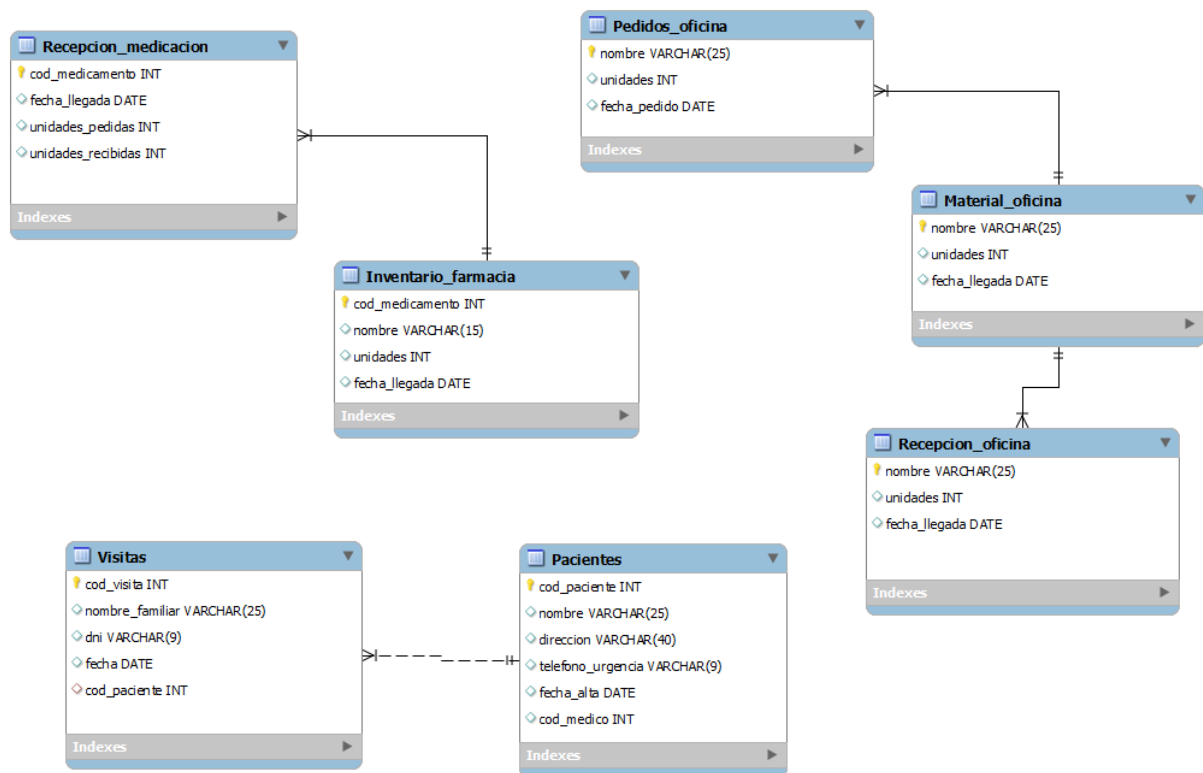 Recepcion_medicacion
cod_medicamento INT
fecha_llegada DATE
unidades_pedidas INT
unidades_recibidas INT
Indexes
Pedidos_oficina
nombre VARCHAR(25)
unidades INT
fecha_pedido DATE
Indexes
Material_oficina
nombre VARCHAR(25)
unidades INT
fecha_llegada DATE
Indexes
Inventario_farmacia
cod_medicamento INT
nombre VARCHAR(15)
unidades INT
fecha_llegada DATE
Indexes
Recepcion_oficina
nombre VARCHAR(25)
unidades INT
fecha_llegada DATE
Indexes
Visitas
cod_visita INT
nombre_familiar VARCHAR(25)
dni VARCHAR(9)
fecha DATE
cod_paciente INT
Indexes
Pacientes
cod_paciente INT
nombre VARCHAR(25)
direccion VARCHAR(40)
telefono_urgencia VARCHAR(9)
fecha_alta DATE
cod_medico INT
Indexes